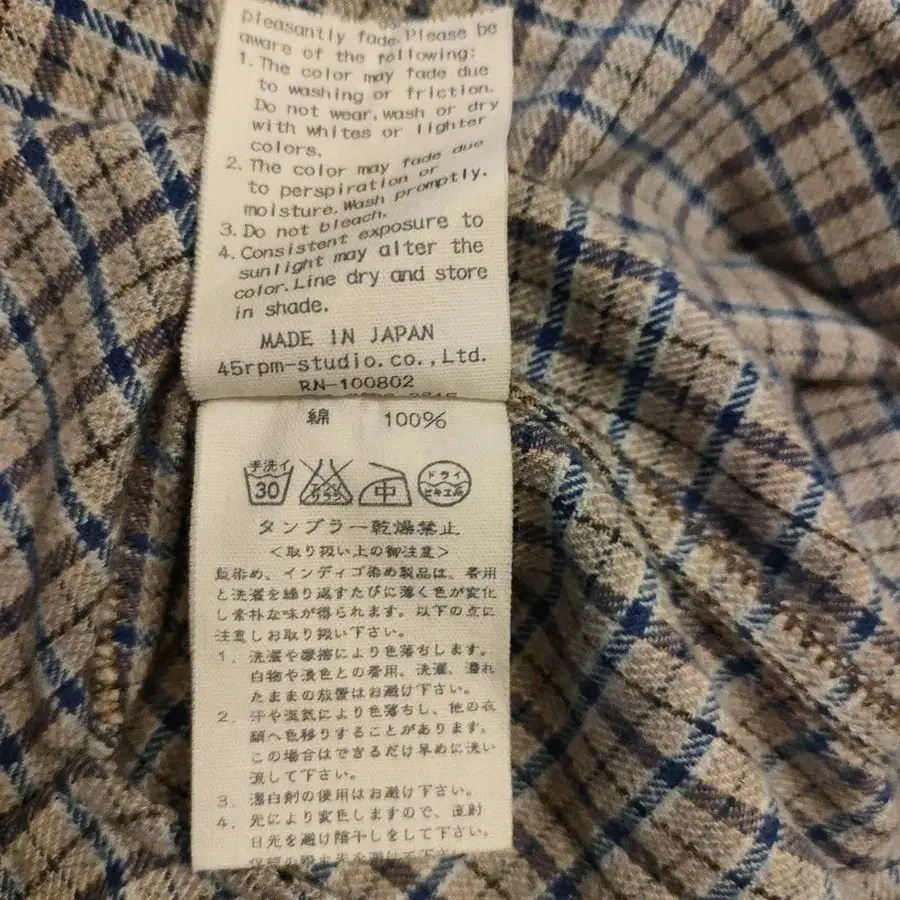 pleasantly fade.Please be
aware of the following:
1.The color may fade due
to washing or friction.
Do not wear,wash or dry
with whites or lighter
colors.
2.The color may fade due
to perspiration or
moisture.Wash promptly.
3.Do not bleach.
4.Consistent exposure to
sunlight may alter the
color.Line dry and store
in shade.
MADE IN JAPAN
45rpm-studio.co.,Ltd.
RN-100802
綿 100%
手洗イ
30
中
ドライ
タンブラー乾燥禁止
<取り扱い上の御注意>
藍染め、インディゴ染め製品は、着用
と洗濯を繰り返すたびに薄く色が変化
し素朴な味が得られます。以下の点に
注意しお取り扱い下さい。
1. 洗濯や摩擦により色落ちします。
白物や淡色との着用、洗濯、濡れ
たままの放置はお避け下さい。
2. 汗や湿気により色落ちし、他の衣
類へ色移りすることがあります。
この場合はできるだけ早めに洗い
流して下さい。
3. 漂白剤の使用はお避け下さい。
4. 光により変色しますので、直射
日光を避け陰干しをして下さい。